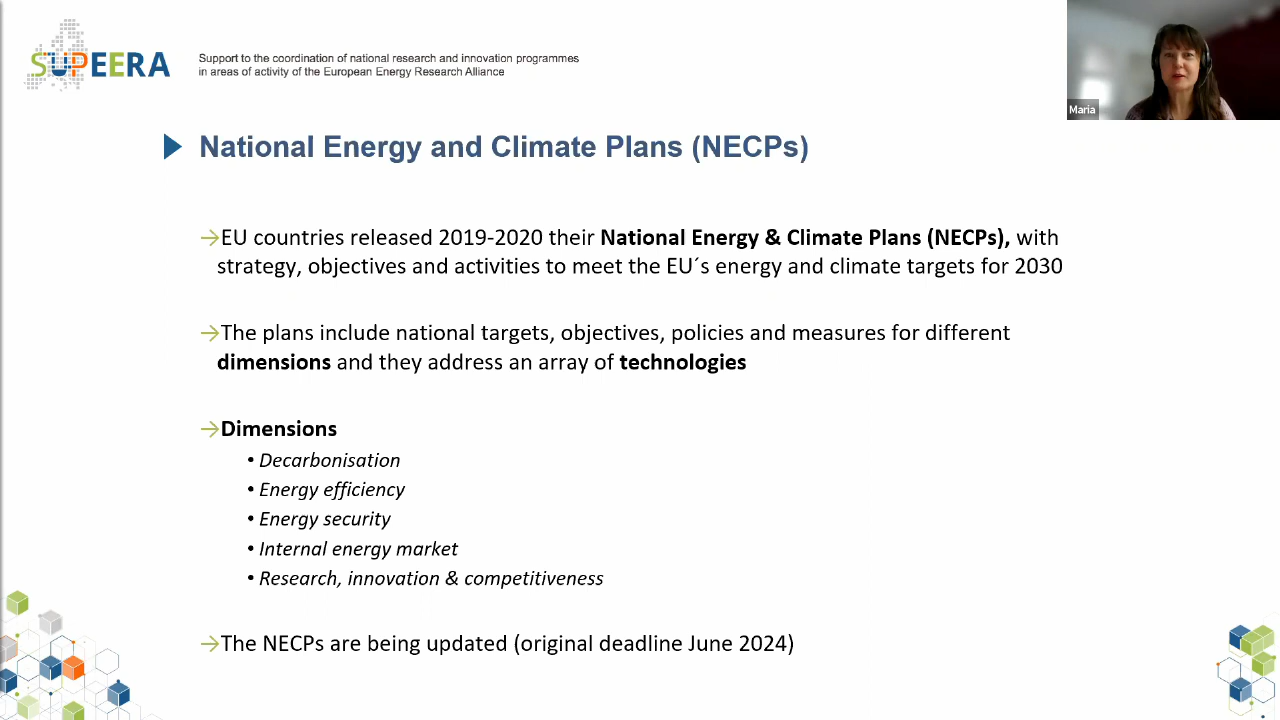 SUPEERA
Support to the coordination of national research and innovation programmes
in areas of activity of the European Energy Research Alliance
Maria
National Energy and Climate Plans (NECPs)
→EU countries released 2019-2020 their National Energy & Climate Plans (NECPs), with
strategy, objectives and activities to meet the EU´s energy and climate targets for 2030
→The plans include national targets, objectives, policies and measures for different
dimensions and they address an array of technologies
→Dimensions
• Decarbonisation
• Energy efficiency
• Energy security
• Internal energy market
• Research, innovation & competitiveness
→The NECPs are being updated (original deadline June 2024)